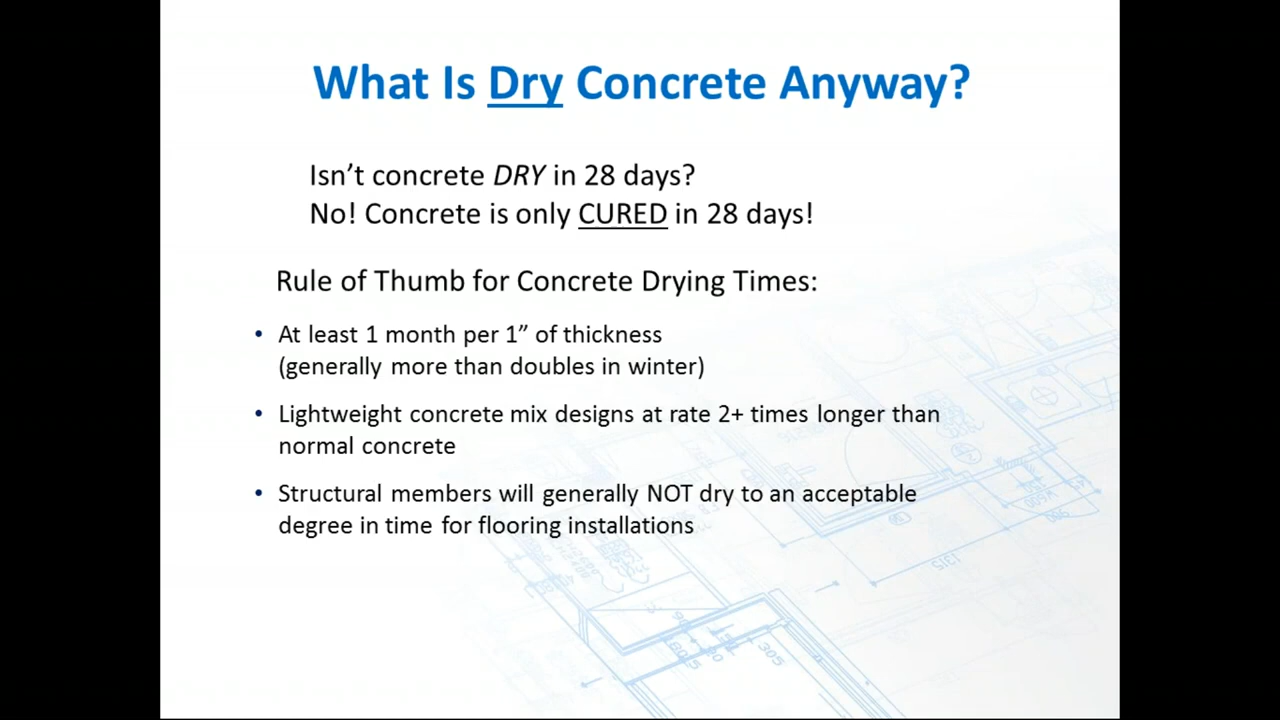 What Is Dry Concrete Anyway?
Isn’t concrete DRY in 28 days?
No! Concrete is only CURED in 28 days!
Rule of Thumb for Concrete Drying Times:
• At least 1 month per 1” of thickness
(generally more than doubles in winter)
• Lightweight concrete mix designs at rate 2+ times longer than
normal concrete
• Structural members will generally NOT dry to an acceptable
degree in time for flooring installations
1315
305